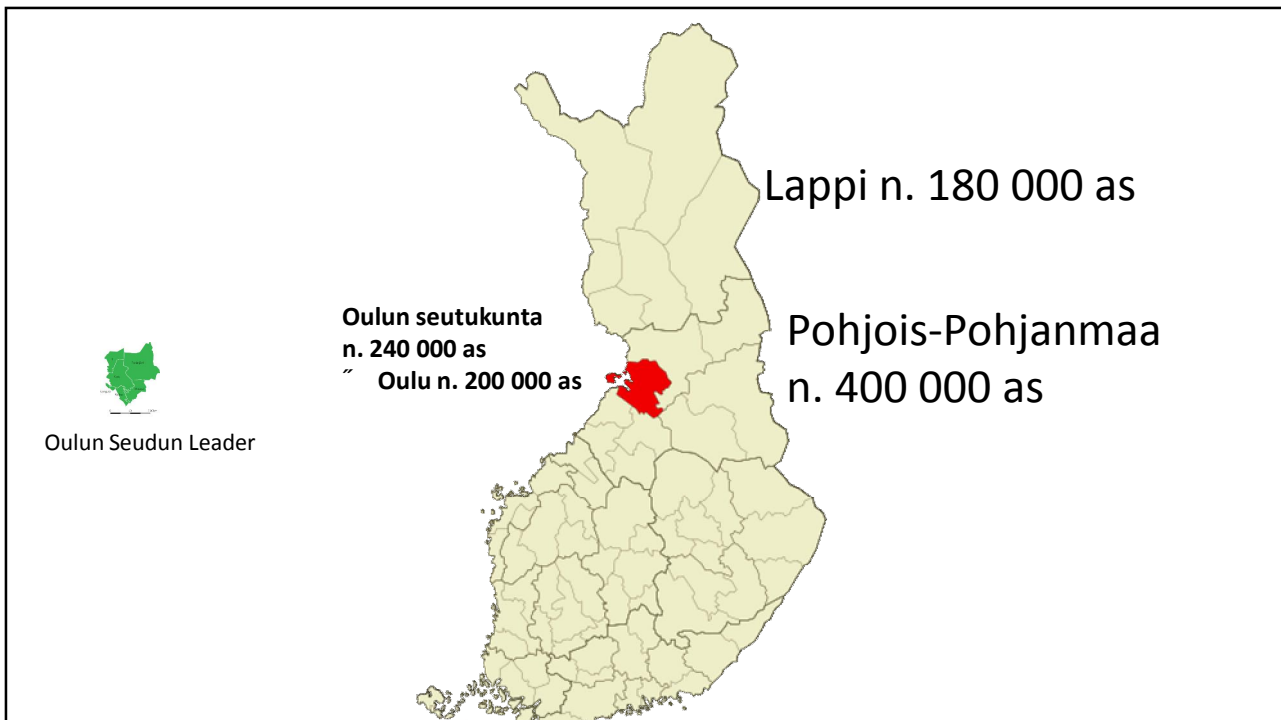 Lappi n. 180 000 as
Oulun seutukunta
n. 240 000 as
˝ Oulu n. 200 000 as
Pohjois-Pohjanmaa
n. 400 000 as
Oulun Seudun Leader